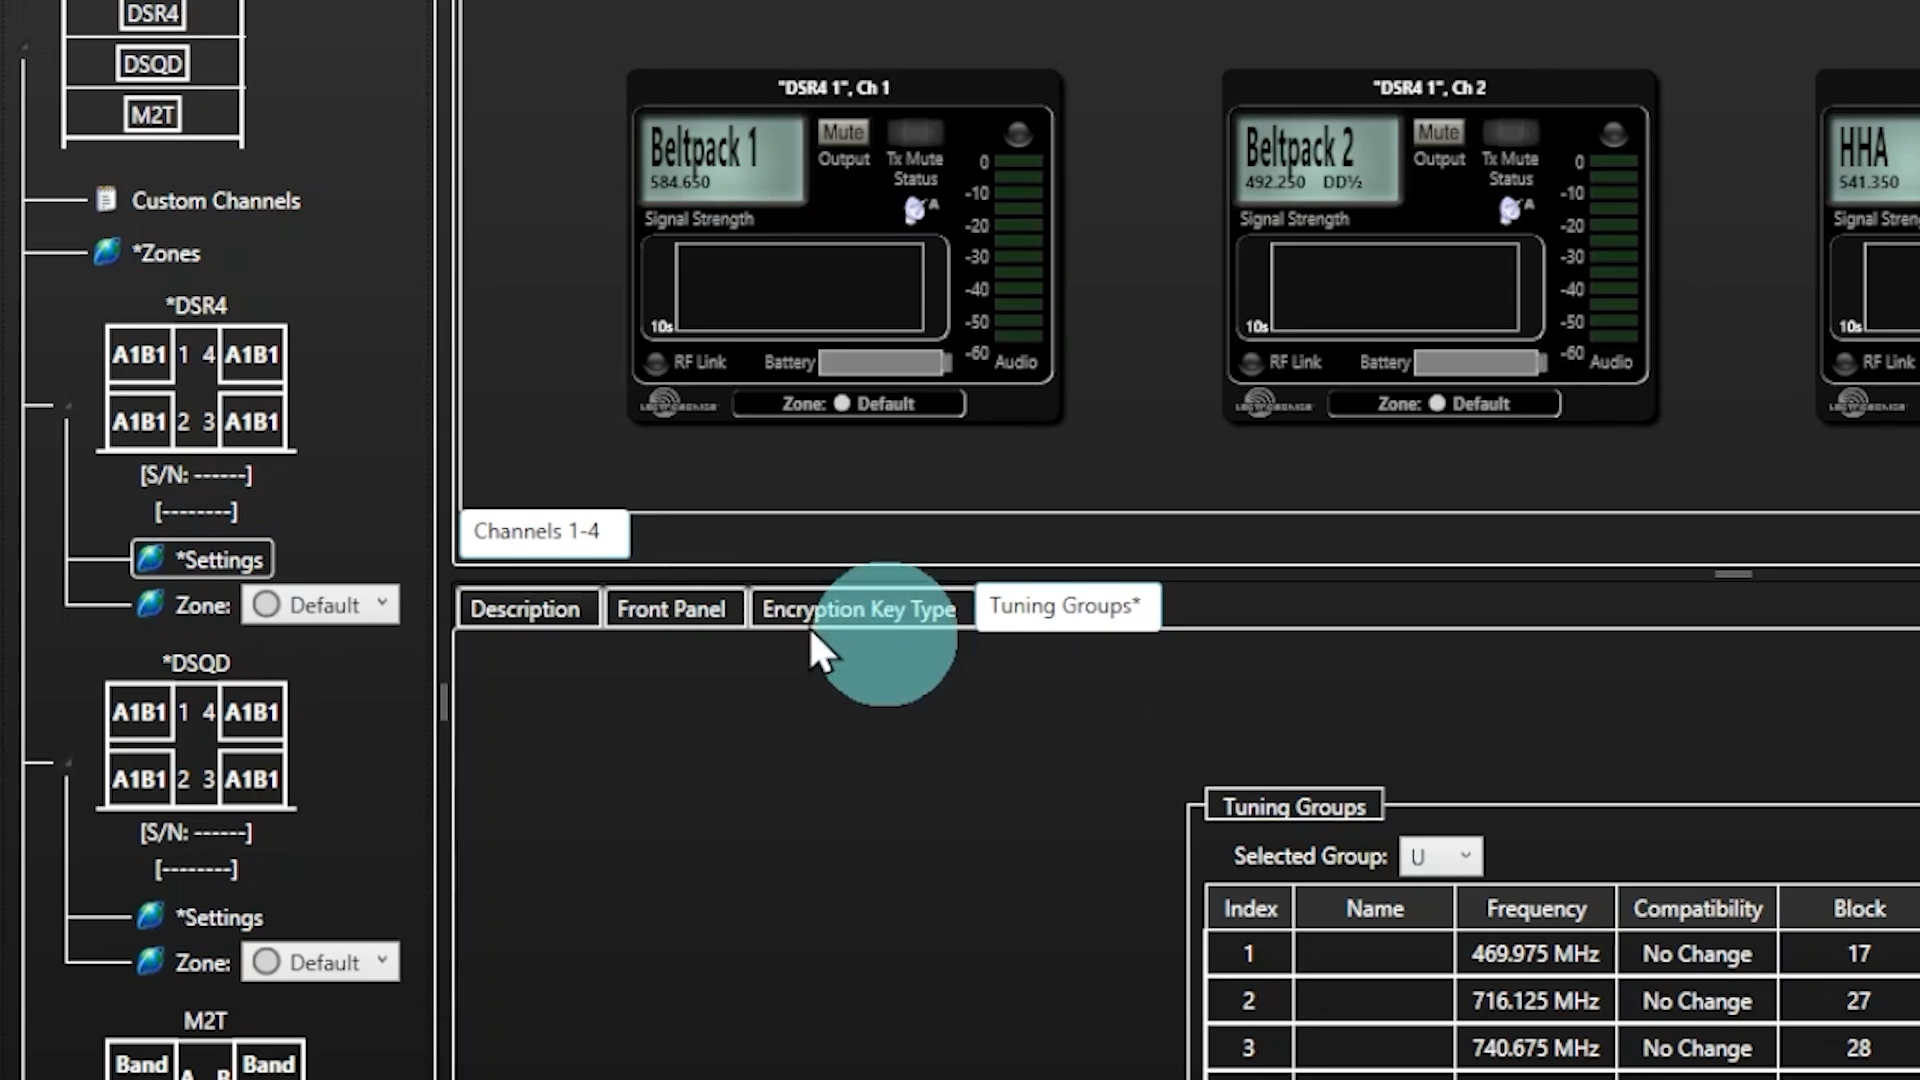 DSR4
DSQD
M2T
Custom Channels
*Zones
*DSR4
A1B1 1 4 A1B1
A1B1 2 3 A1B1
[S/N: ------]
[--------]
*Settings
Zone: Default
*DSQD
A1B1 1 4 A1B1
A1B1 2 3 A1B1
[S/N: ------]
[--------]
*Settings
Zone: Default
M2T
Band A B Band
"DSR4 1", Ch 1
Beltpack 1
584.650
Mute
Output
Tx Mute
Status
A
Signal Strength
10s
0
-10
-20
-30
-40
-50
-60
RF Link
Battery
Audio
LECTROSONICS
Zone: Default
"DSR4 1", Ch 2
Beltpack 2
492.250 DD½
Mute
Output
Tx Mute
Status
A
Signal Strength
10s
0
-10
-20
-30
-40
-50
-60
RF Link
Battery
Audio
LECTROSONICS
Zone: Default
HHA
541.350
Signal Stren
10s
RF Link
LECTROSONICS
Channels 1-4
Description Front Panel Encryption Key Type Tuning Groups*
Tuning Groups
Selected Group: U
Index Name Frequency Compatibility Block
1 469.975 MHz No Change 17
2 716.125 MHz No Change 27
3 740.675 MHz No Change 28